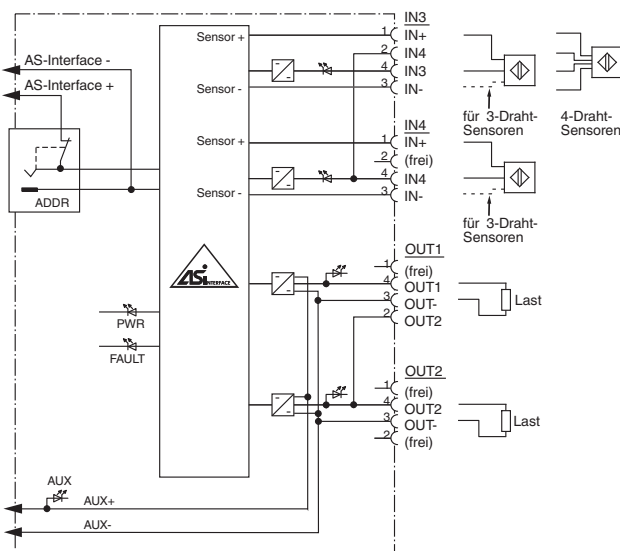 IN3
1 IN+
2 IN4
4 IN3
3 IN-
Sensor +
Sensor -
AS-Interface -
AS-Interface +
ADDR
für 3-Draht-
Sensoren
4-Draht-
Sensoren
IN4
1 IN+
2 (frei)
4 IN4
3 IN-
Sensor +
Sensor -
für 3-Draht-
Sensoren
ASi
INTERFACE
PWR
FAULT
OUT1
1 (frei)
4 OUT1
3 OUT-
2 OUT2
Last
OUT2
1 (frei)
4 OUT2
3 OUT-
2 (frei)
Last
AUX
AUX+
AUX-